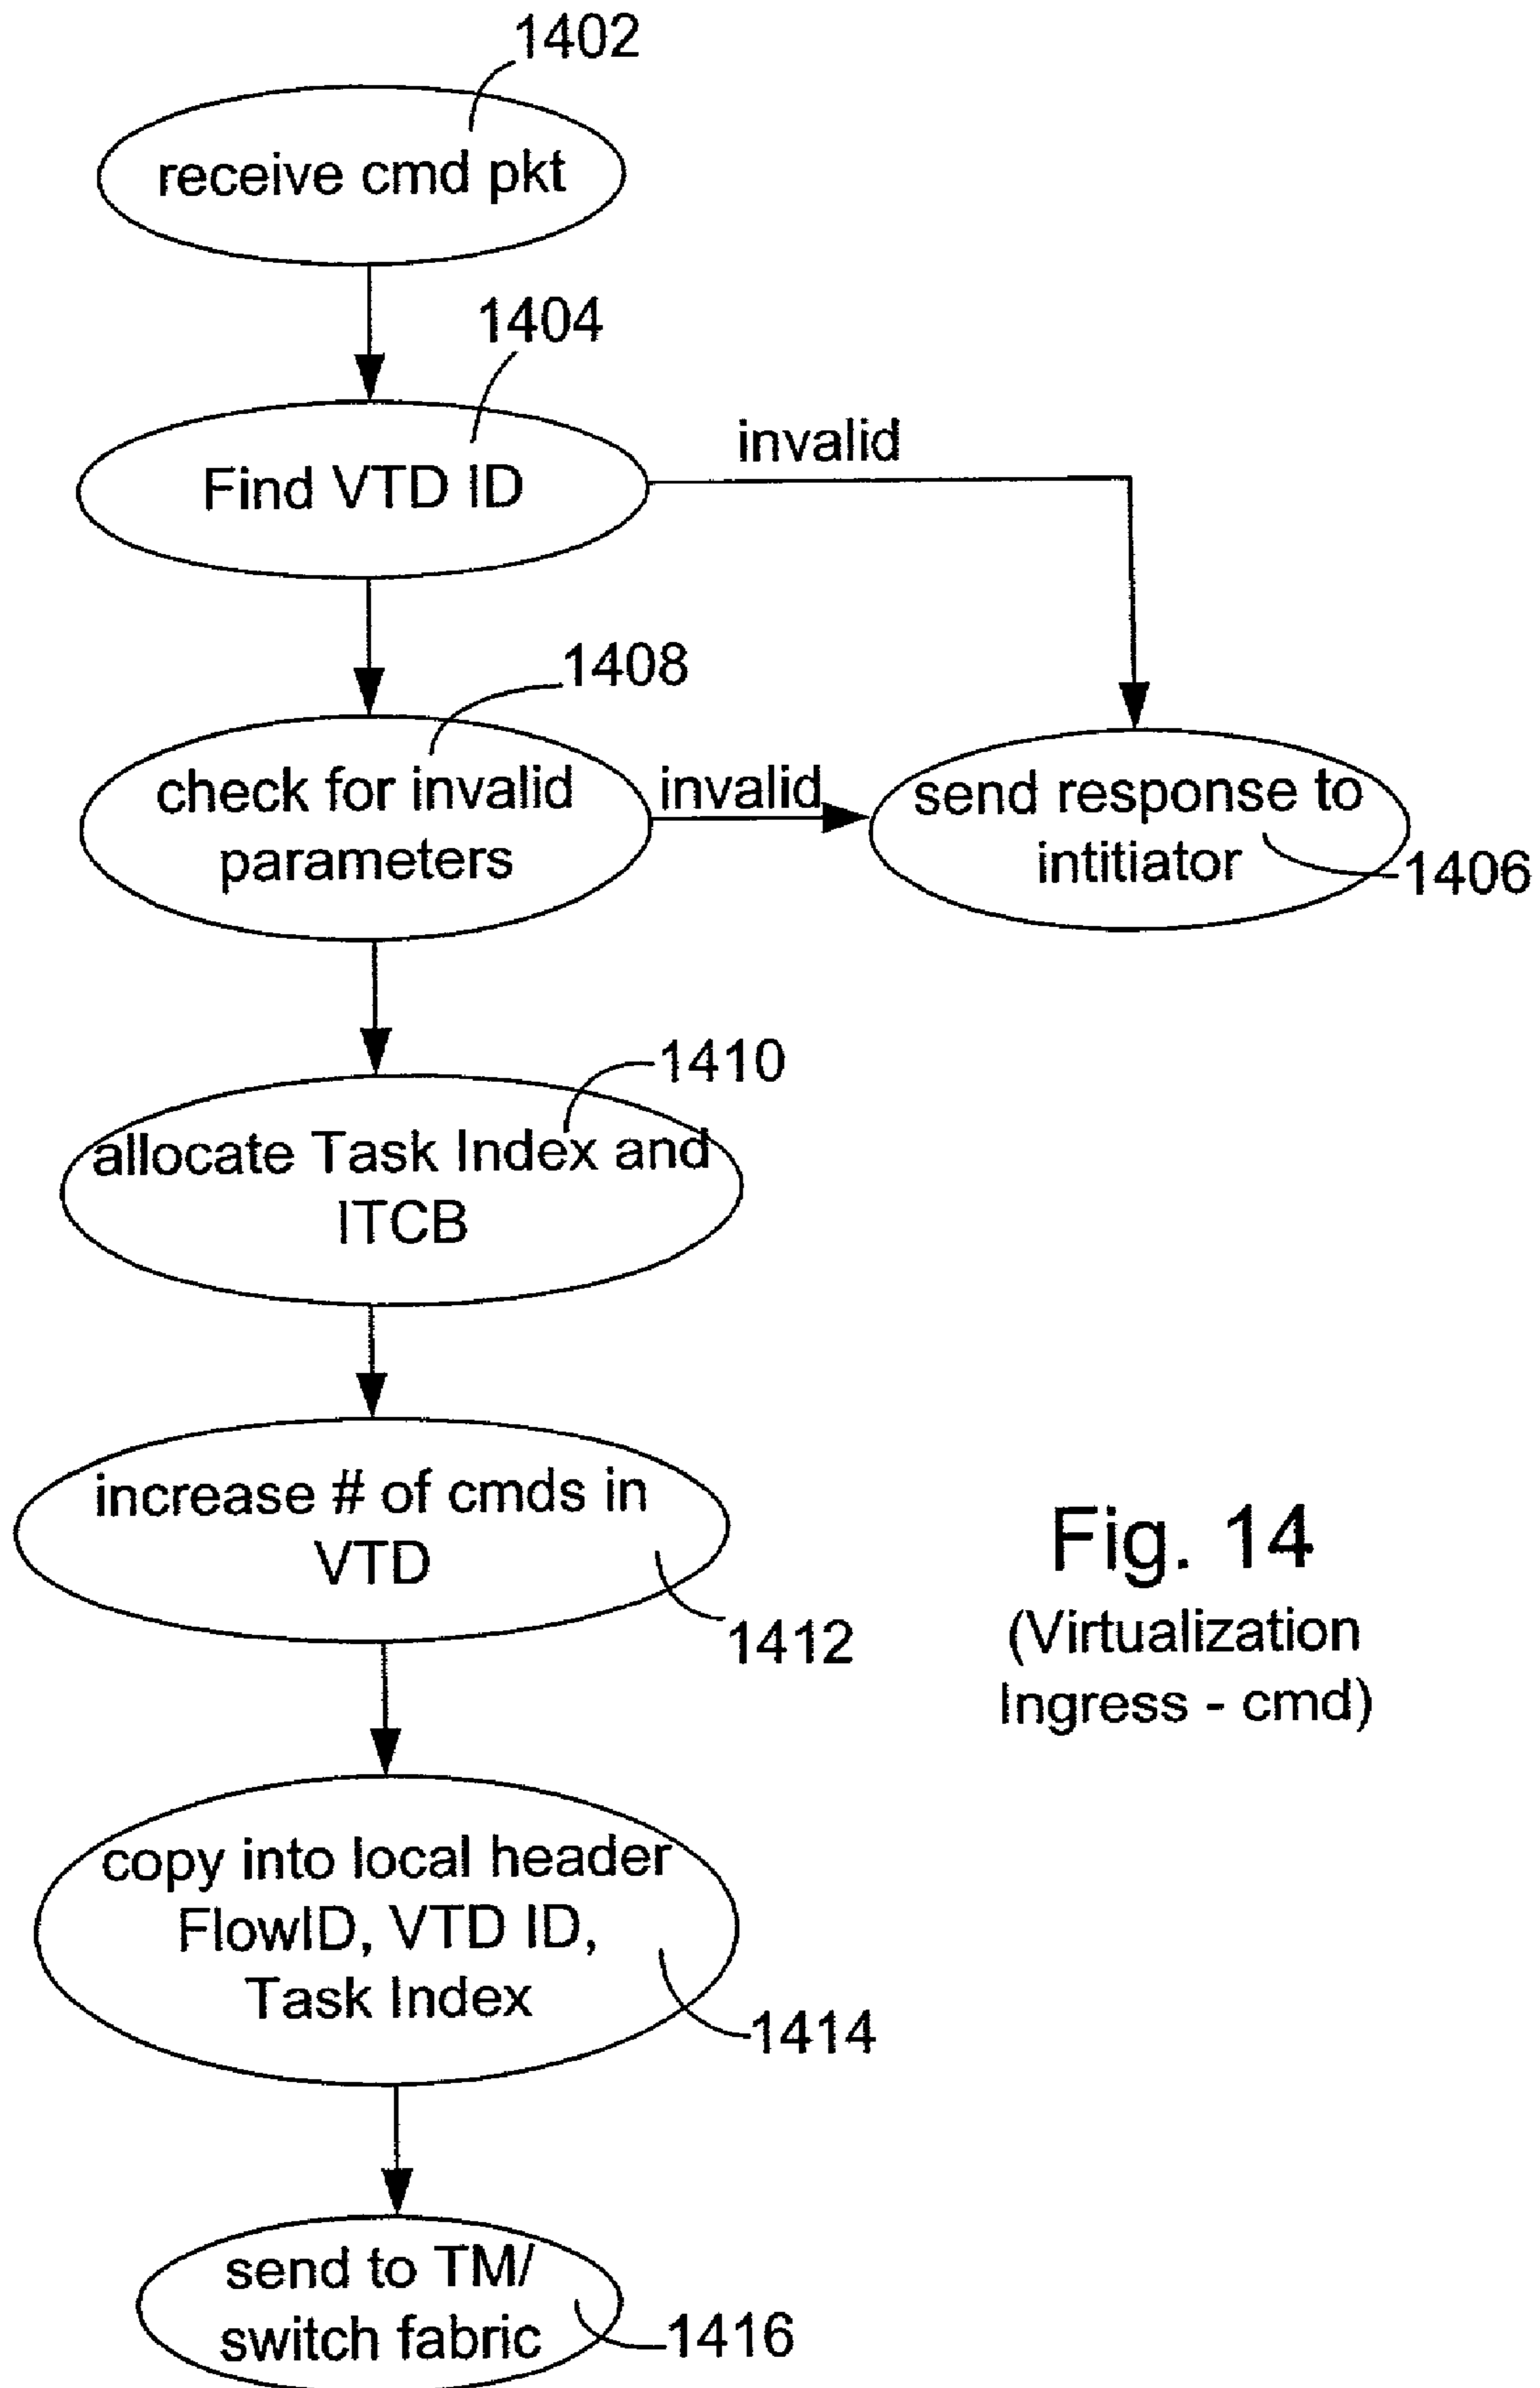 1402
receive cmd pkt
1404
Find VTD ID
invalid
1408
check for invalid
parameters
invalid
send response to
intitiator
1406
1410
allocate Task Index and
ITCB
increase # of cmds in
VTD
1412
Fig. 14
(Virtualization
Ingress - cmd)
copy into local header
FlowID, VTD ID,
Task Index
1414
send to TM/
switch fabric
1416